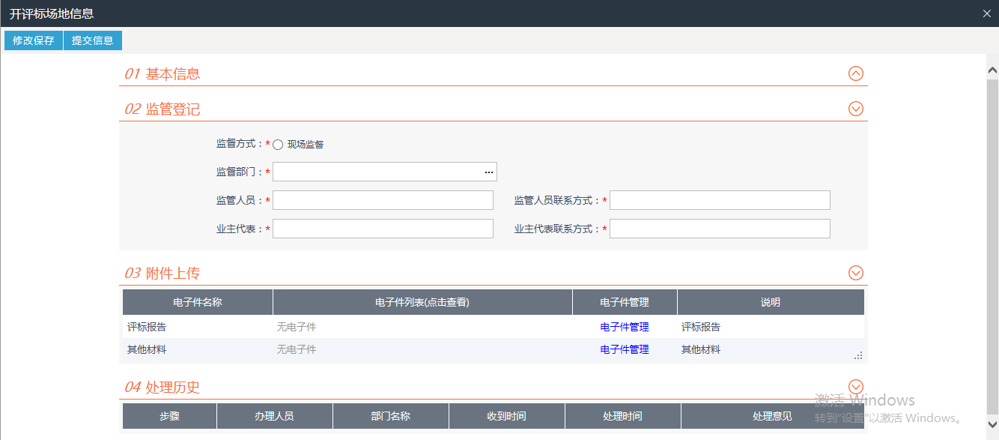 开评标场地信息
修改保存 提交信息
01 基本信息
02 监管登记
监督方式：* 现场监督
监督部门：* ...
监管人员：* 监管人员联系方式：*
业主代表：* 业主代表联系方式：*
03 附件上传
电子件名称 电子件列表(点击查看) 电子件管理 说明
评标报告 无电子件 电子件管理 评标报告
其他材料 无电子件 电子件管理 其他材料
04 处理历史
步骤 办理人员 部门名称 收到时间 处理时间 处理意见
激活 Windows
转到"设置"以激活 Windows。